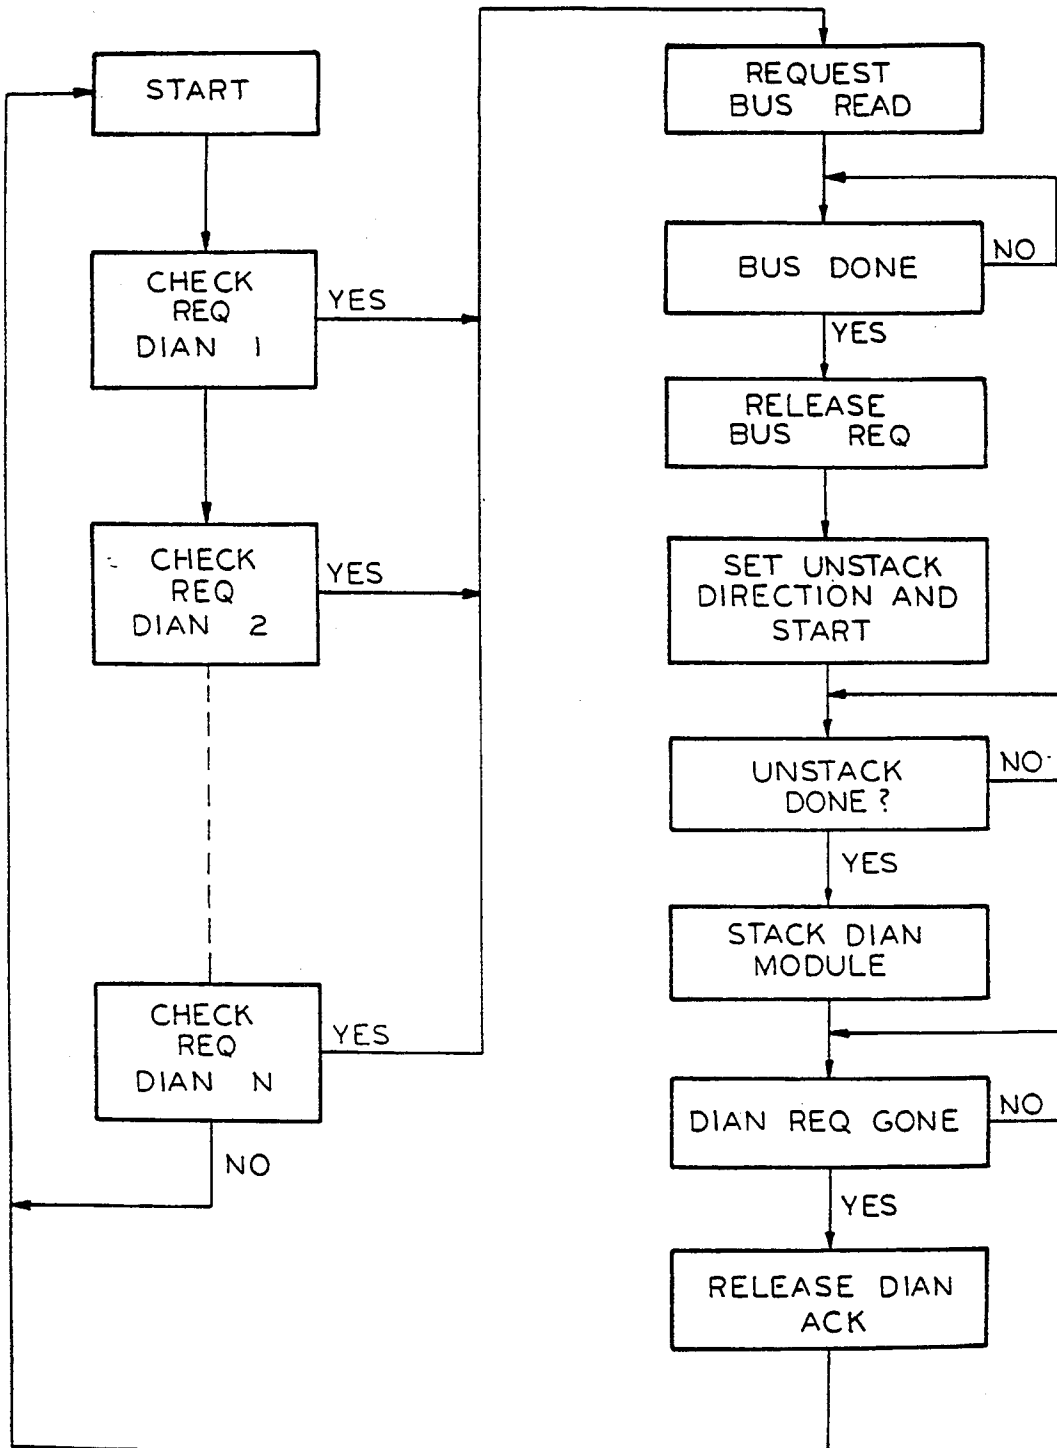 START
CHECK
REQ
DIAN 1
YES
CHECK
REQ
DIAN 2
YES
CHECK
REQ
DIAN N
YES
NO
REQUEST
BUS READ
BUS DONE
NO
YES
RELEASE
BUS REQ
SET UNSTACK
DIRECTION AND
START
UNSTACK
DONE?
NO
YES
STACK DIAN
MODULE
DIAN REQ GONE
NO
YES
RELEASE DIAN
ACK